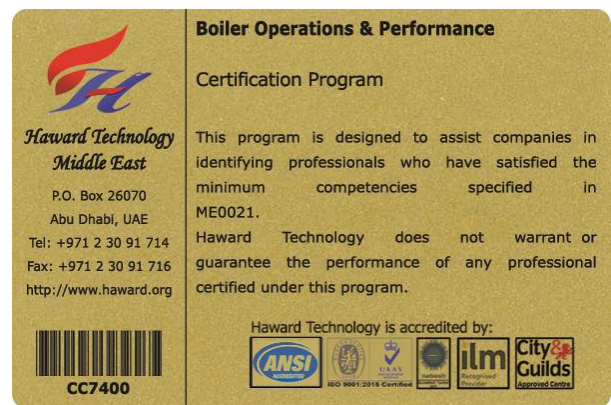 Boiler Operations & Performance
Certification Program
This program is designed to assist companies in
identifying professionals who have satisfied the
minimum competencies specified in
ME0021.
Haward Technology does not warrant or
guarantee the performance of any professional
certified under this program.
Haward Technology
Middle East
P.O. Box 26070
Abu Dhabi, UAE
Tel: +971 2 30 91 714
Fax: +971 2 30 91 716
http://www.haward.org
CC7400
Haward Technology is accredited by:
ANSI
ACCREDITED
UKAS
ISO 9001:2015 Certified
nebosh
ilm
Recognised
Provider
City&
Guilds
Approved Centre